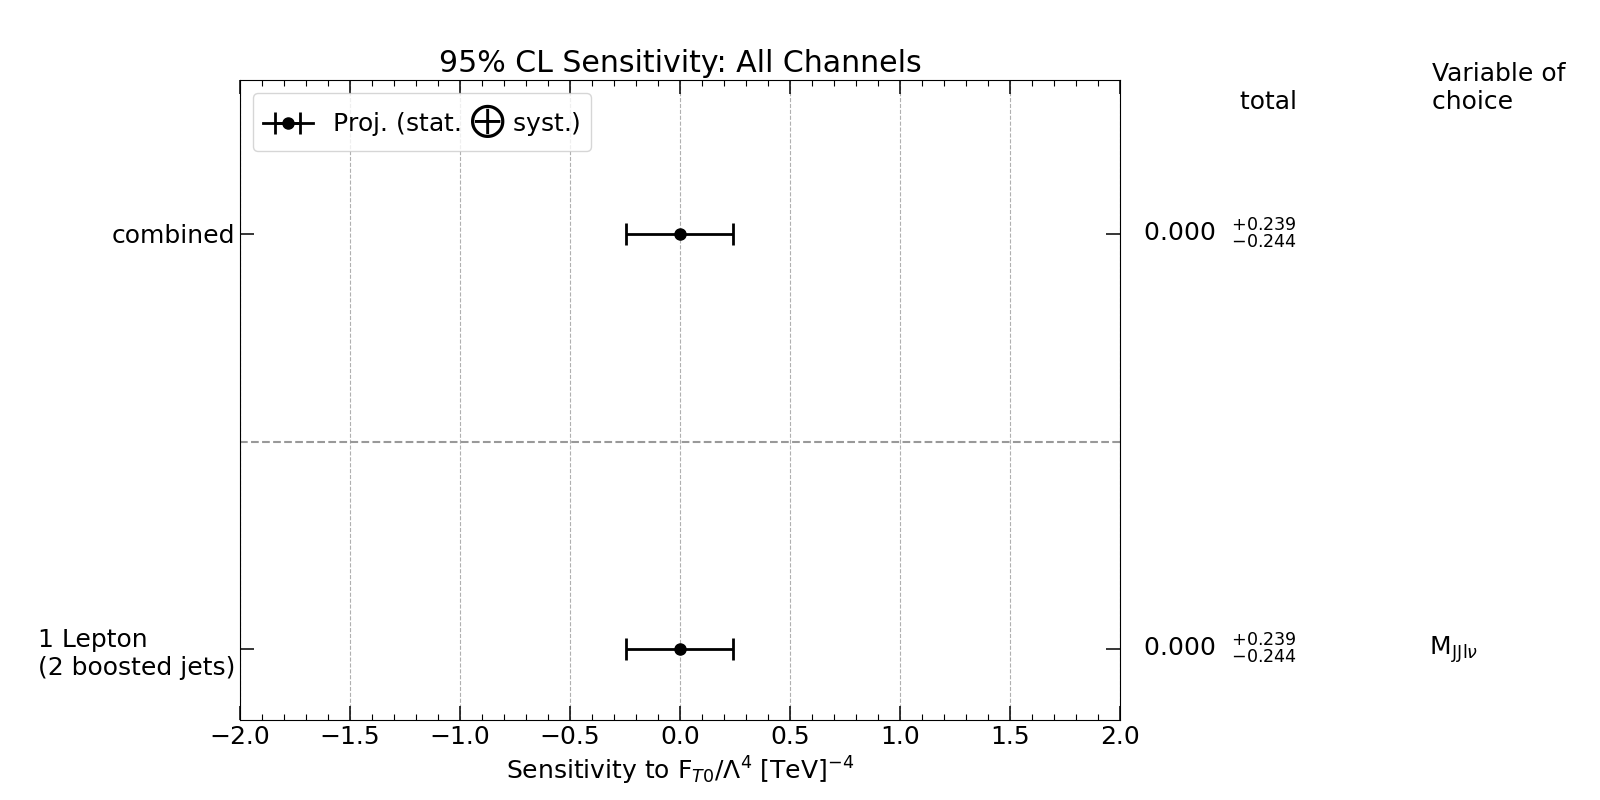 95% CL Sensitivity: All Channels
Variable of
choice
total
Proj. (stat. ⊕ syst.)
combined
0.000 +0.239 −0.244
1 Lepton
(2 boosted jets)
0.000 +0.239 −0.244
M_JJlν
−2.0 −1.5 −1.0 −0.5 0.0 0.5 1.0 1.5 2.0
Sensitivity to F_T0/Λ⁴ [TeV]⁻⁴